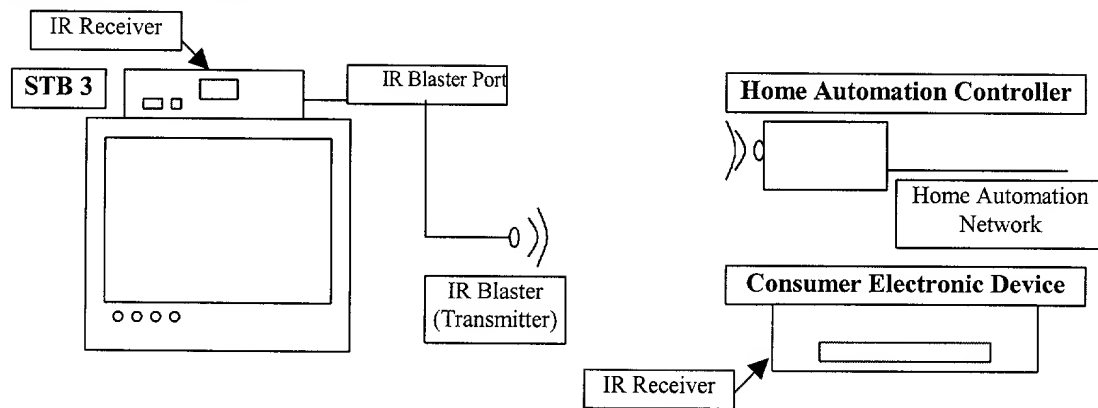 IR Receiver
STB 3
IR Blaster Port
Home Automation Controller
Home Automation
Network
IR Blaster
(Transmitter)
Consumer Electronic Device
IR Receiver